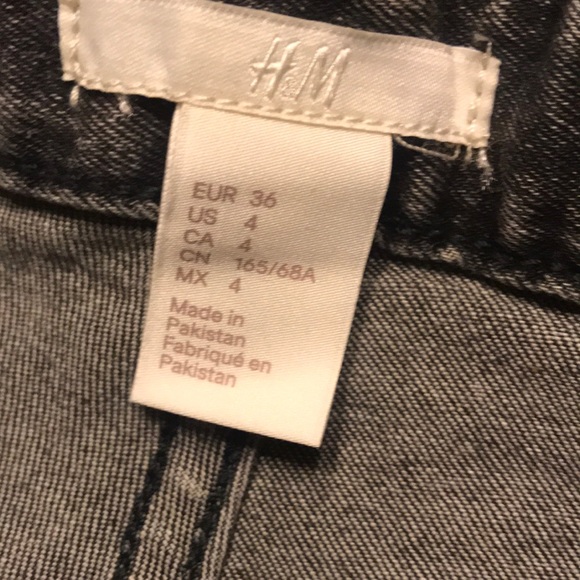 H&M
EUR 36
US 4
CA 4
CN 165/68A
MX 4
Made in
Pakistan
Fabriqué en
Pakistan